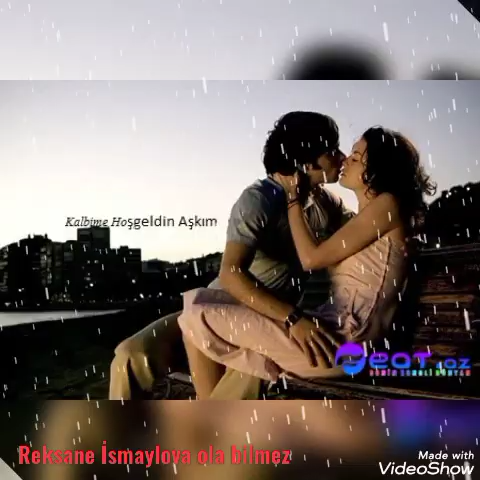 Kalbime Hoşgeldin Aşkım
Reksane İsmaylova ola bilmez
Made with
VideoShow